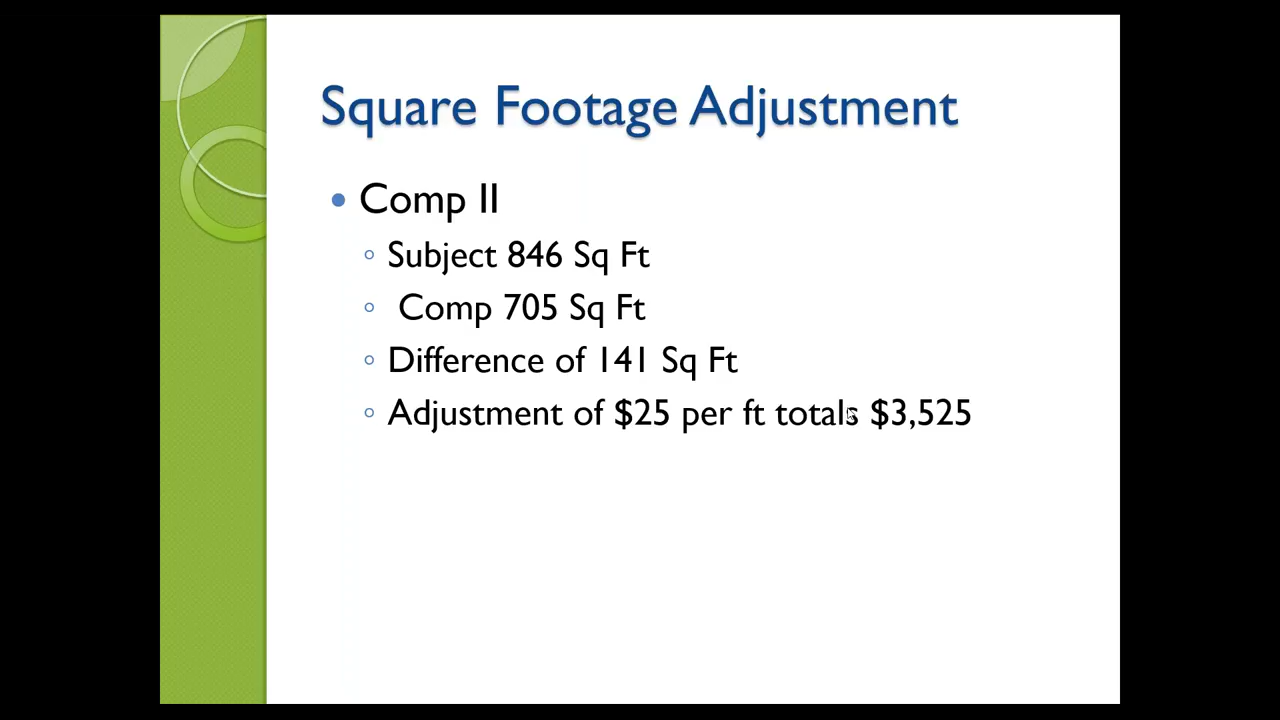 Square Footage Adjustment
Comp II
Subject 846 Sq Ft
Comp 705 Sq Ft
Difference of 141 Sq Ft
Adjustment of $25 per ft totals $3,525